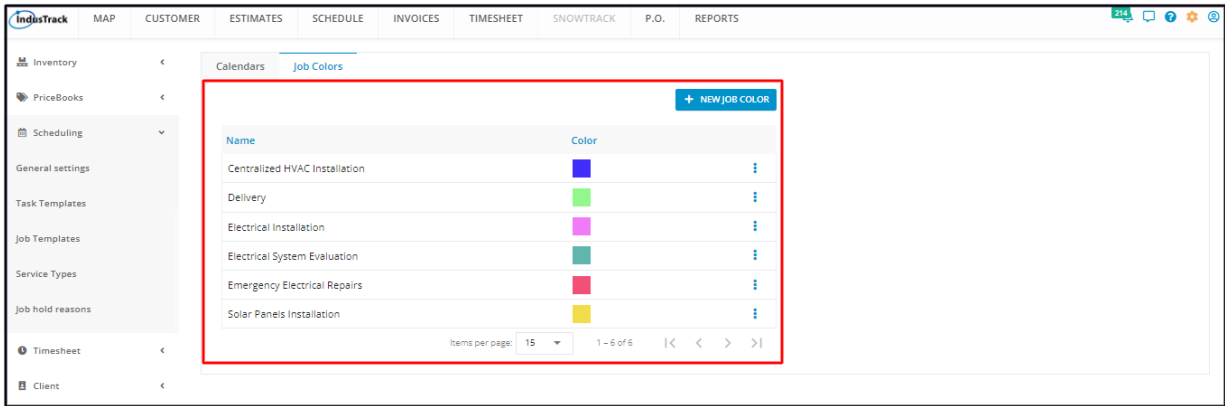 IndusTrack MAP CUSTOMER ESTIMATES SCHEDULE INVOICES TIMESHEET SNOWTRACK P.O. REPORTS 214
Inventory
PriceBooks
Scheduling
General settings
Task Templates
Job Templates
Service Types
Job hold reasons
Timesheet
Client
Calendars Job Colors
+ NEW JOB COLOR
Name Color
Centralized HVAC Installation
Delivery
Electrical Installation
Electrical System Evaluation
Emergency Electrical Repairs
Solar Panels Installation
Items per page: 15 1 – 6 of 6